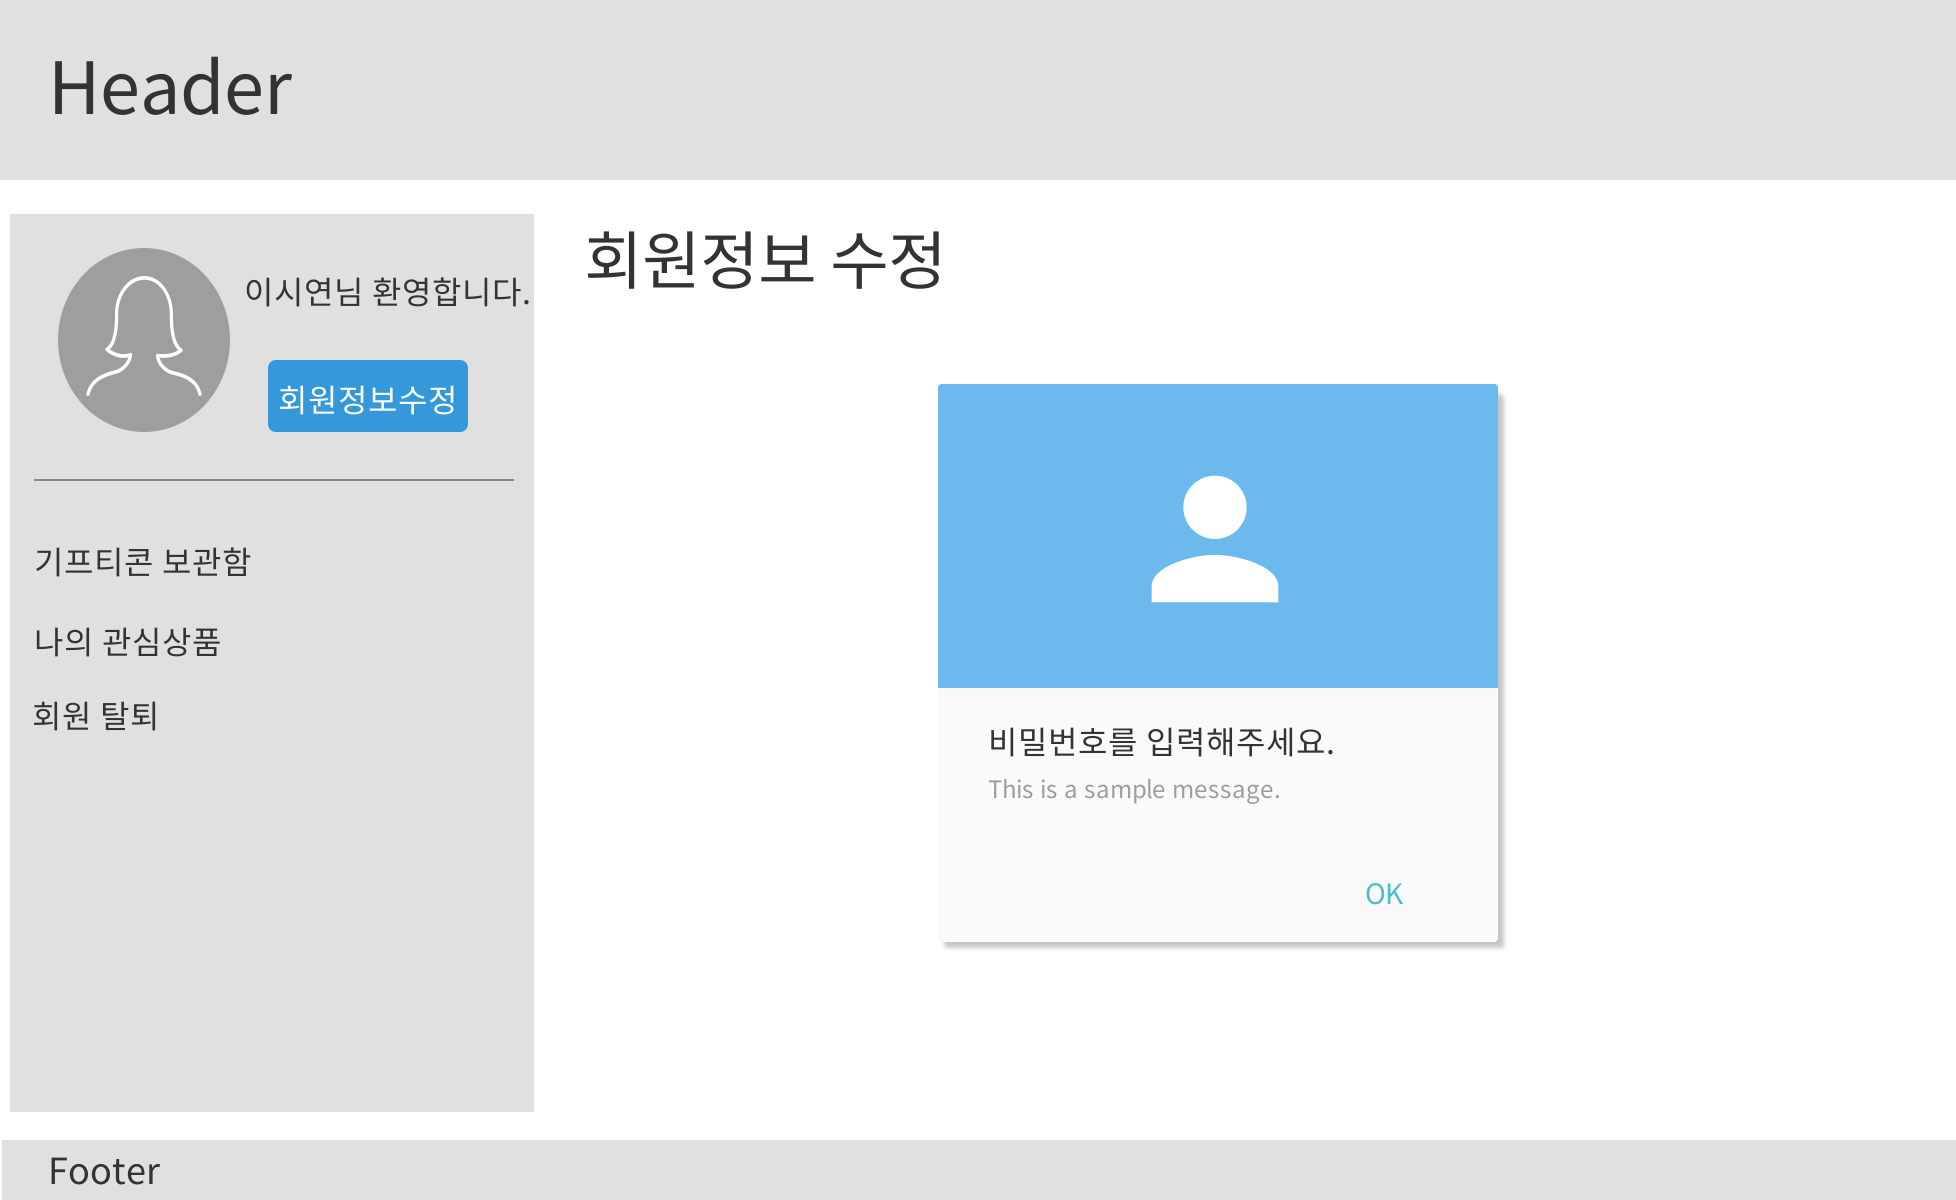 Header
이시연님 환영합니다.
회원정보수정
기프티콘 보관함
나의 관심상품
회원 탈퇴
회원정보 수정
비밀번호를 입력해주세요.
This is a sample message.
OK
Footer